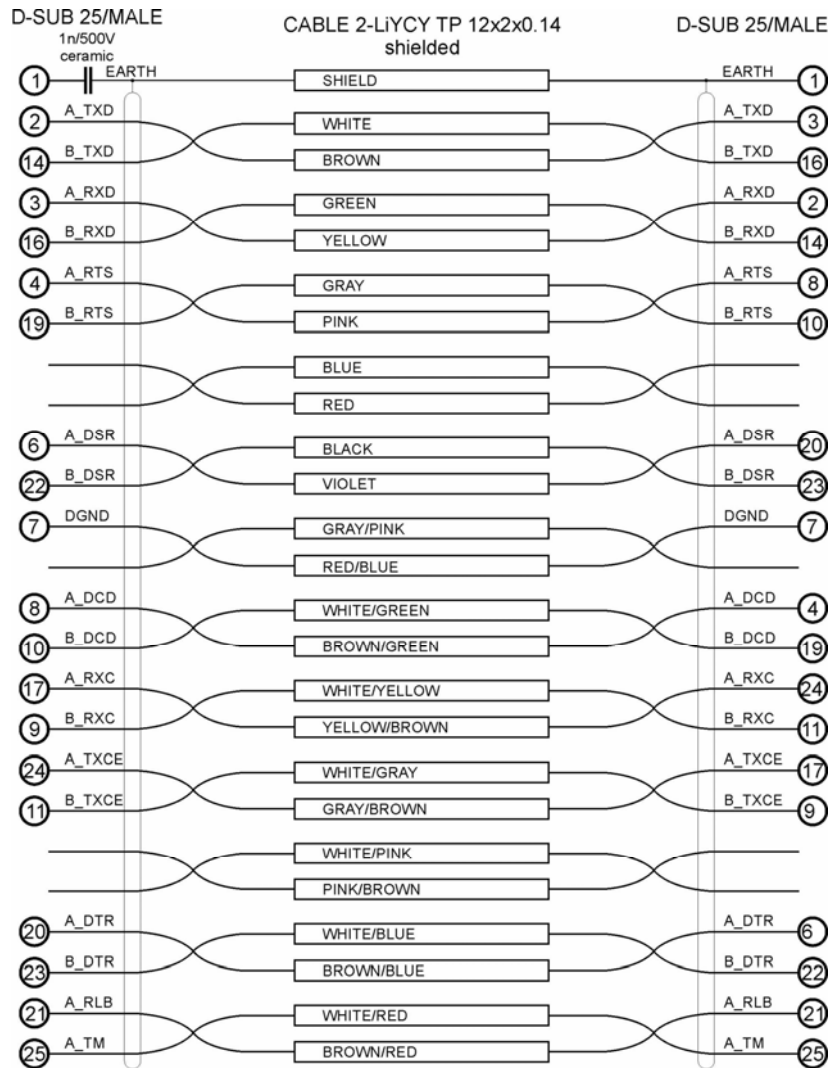 D-SUB 25/MALE CABLE 2-LiYCY TP 12x2x0.14 D-SUB 25/MALE
1n/500V shielded
ceramic
1 EARTH SHIELD EARTH 1
2 A_TXD WHITE A_TXD 3
14 B_TXD BROWN B_TXD 16
3 A_RXD GREEN A_RXD 2
16 B_RXD YELLOW B_RXD 14
4 A_RTS GRAY A_RTS 8
19 B_RTS PINK B_RTS 10
BLUE
RED
6 A_DSR BLACK A_DSR 20
22 B_DSR VIOLET B_DSR 23
7 DGND GRAY/PINK DGND 7
RED/BLUE
8 A_DCD WHITE/GREEN A_DCD 4
10 B_DCD BROWN/GREEN B_DCD 19
17 A_RXC WHITE/YELLOW A_RXC 24
9 B_RXC YELLOW/BROWN B_RXC 11
24 A_TXCE WHITE/GRAY A_TXCE 17
11 B_TXCE GRAY/BROWN B_TXCE 9
WHITE/PINK
PINK/BROWN
20 A_DTR WHITE/BLUE A_DTR 6
23 B_DTR BROWN/BLUE B_DTR 22
21 A_RLB WHITE/RED A_RLB 21
25 A_TM BROWN/RED A_TM 25